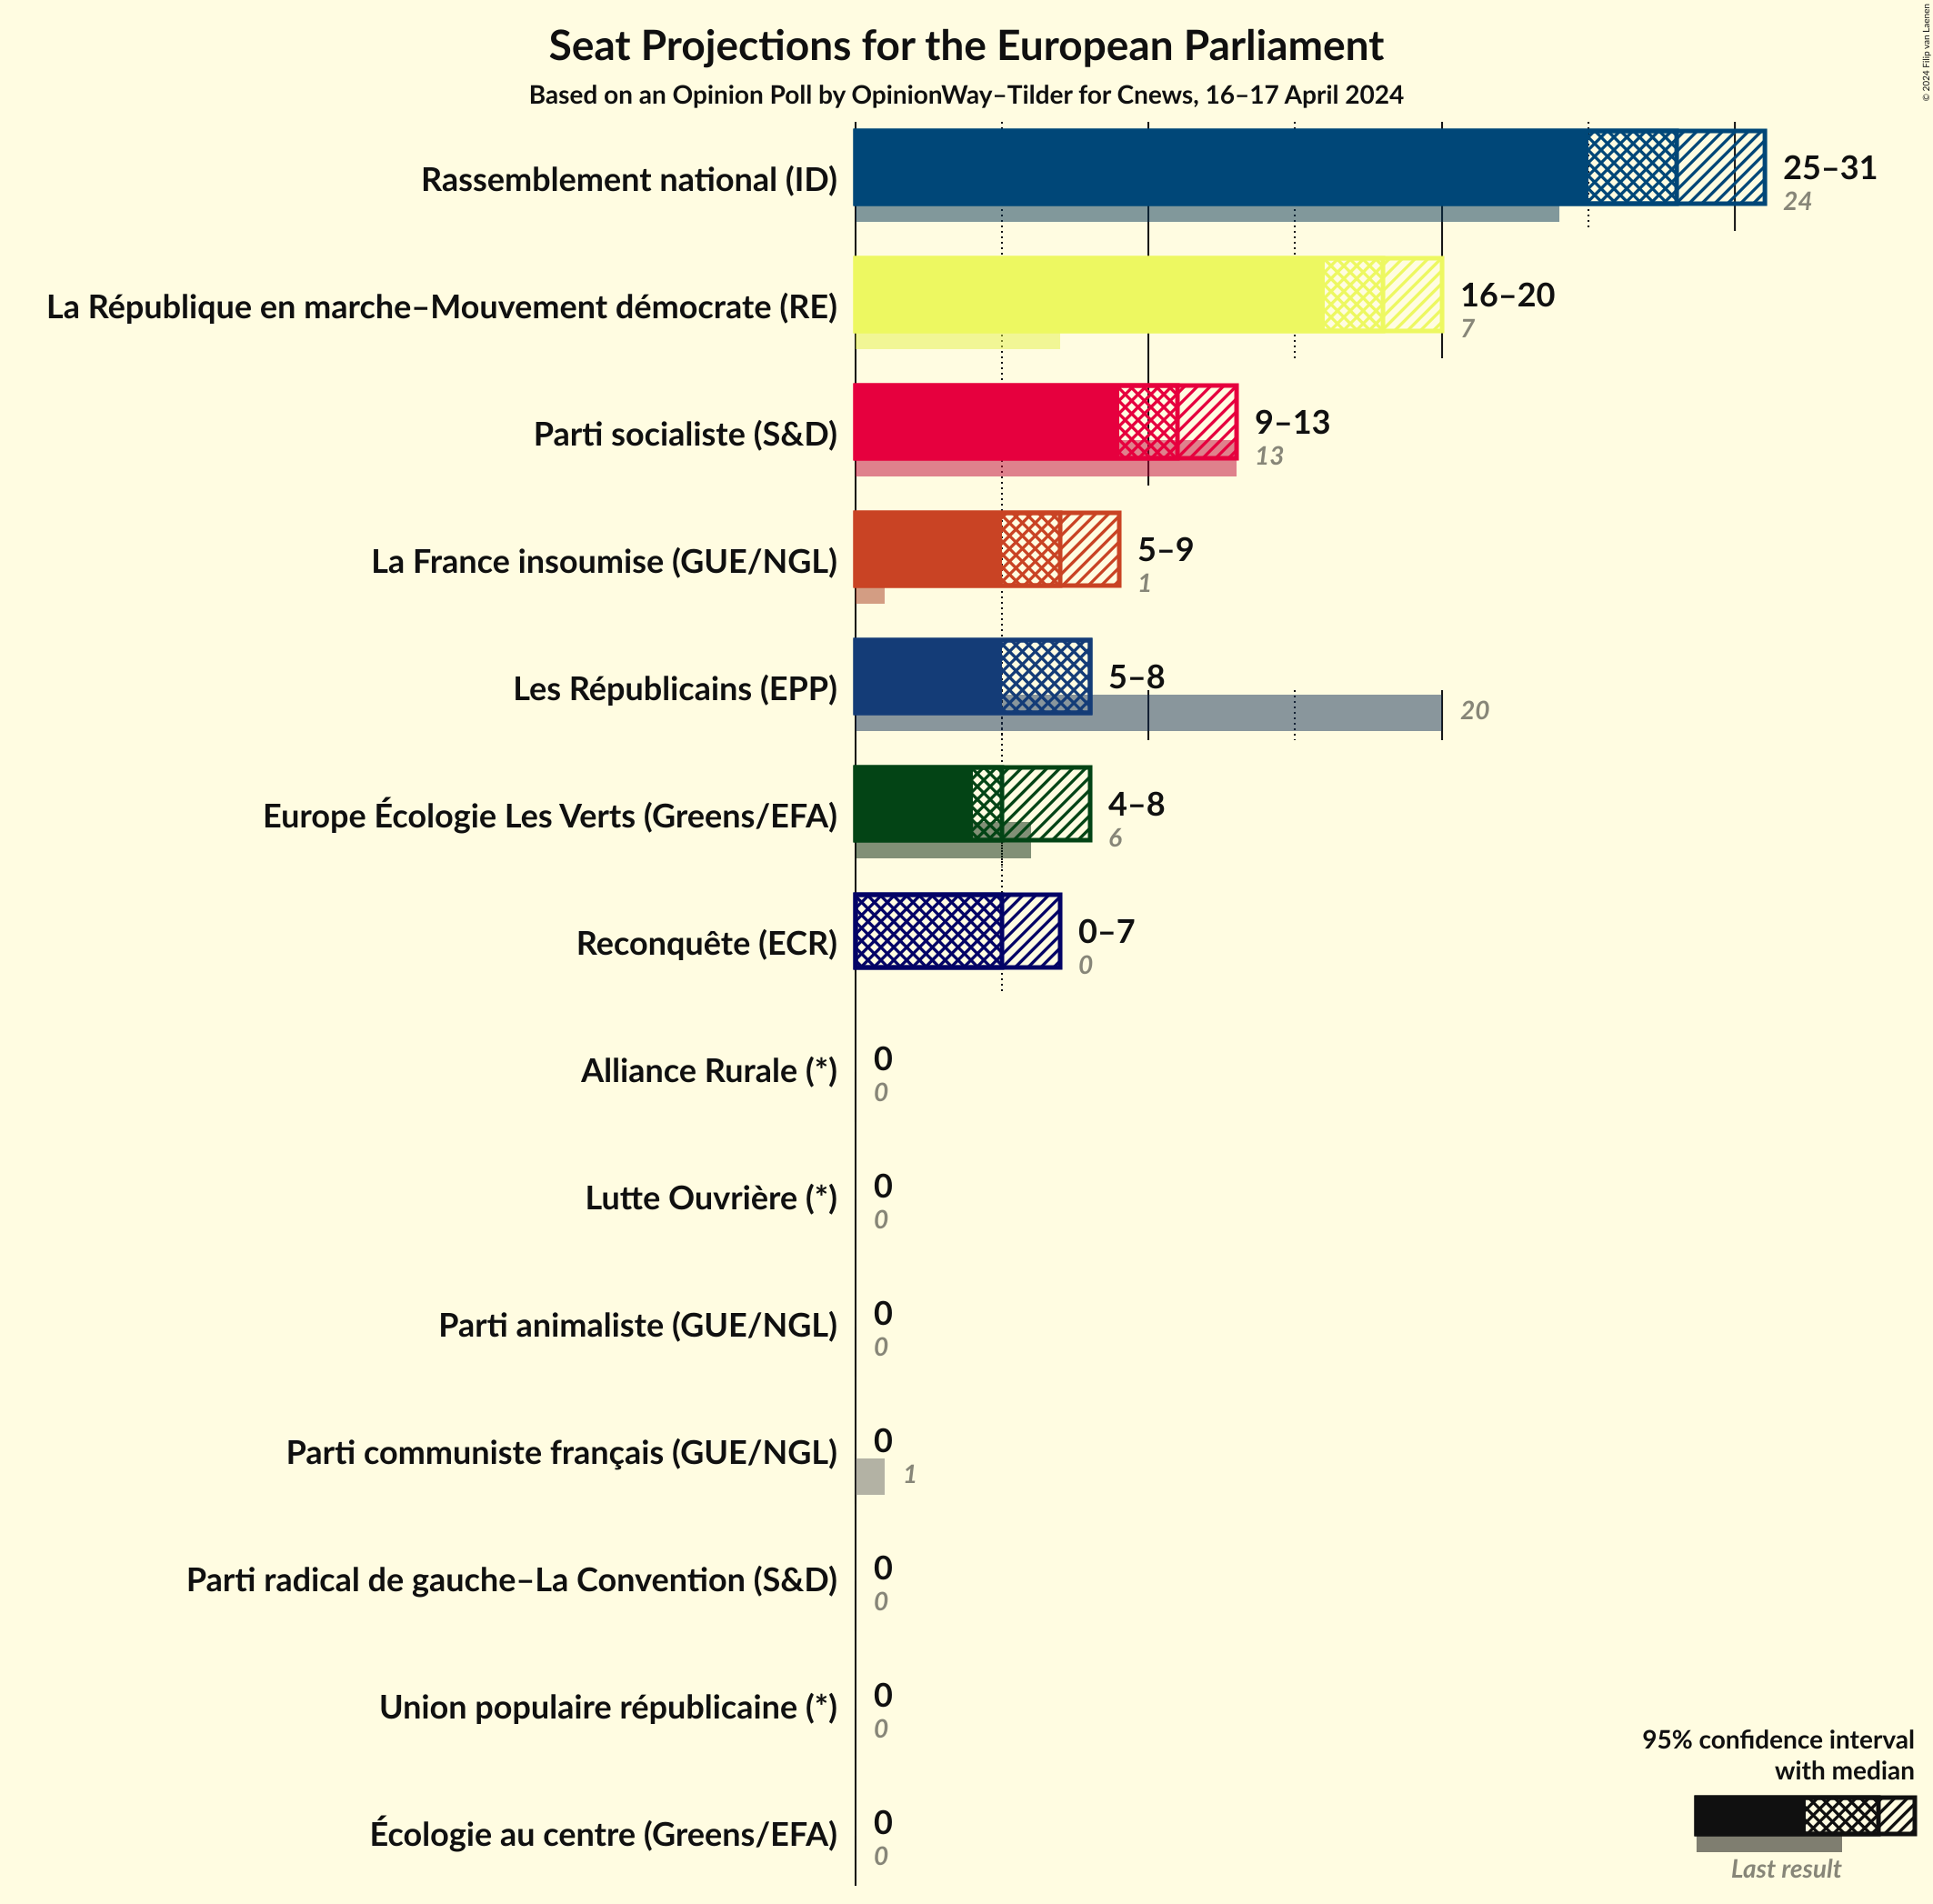 Seat Projections for the European Parliament
Based on an Opinion Poll by OpinionWay–Tilder for Cnews, 16–17 April 2024
© 2024 Filip van Laenen
Rassemblement national (ID)
25–31
24
La République en marche–Mouvement démocrate (RE)
16–20
7
Parti socialiste (S&D)
9–13
13
La France insoumise (GUE/NGL)
5–9
1
Les Républicains (EPP)
5–8
20
Europe Écologie Les Verts (Greens/EFA)
4–8
6
Reconquête (ECR)
0–7
0
Alliance Rurale (*)
0
0
Lutte Ouvrière (*)
0
0
Parti animaliste (GUE/NGL)
0
0
Parti communiste français (GUE/NGL)
0
1
Parti radical de gauche–La Convention (S&D)
0
0
Union populaire républicaine (*)
0
0
Écologie au centre (Greens/EFA)
0
0
95% confidence interval
with median
Last result